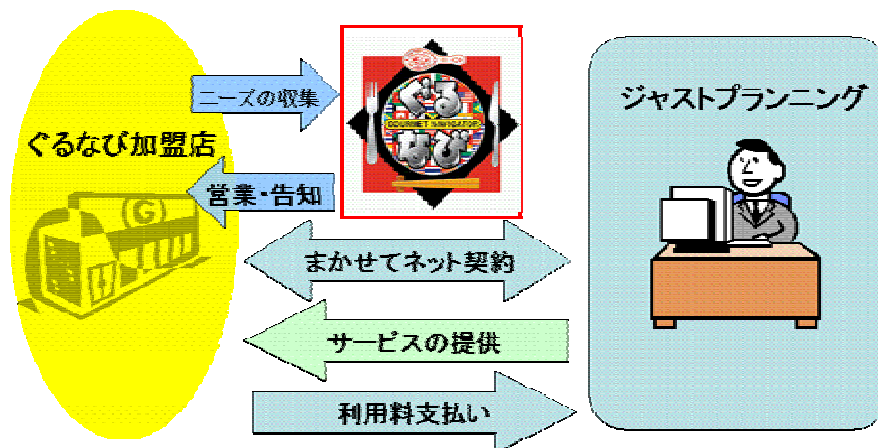 ニーズの収集
ぐるなび
GOURMET NAVIGATOR
ジャストプランニング
ぐるなび加盟店
営業・告知
G
まかせてネット契約
サービスの提供
利用料支払い